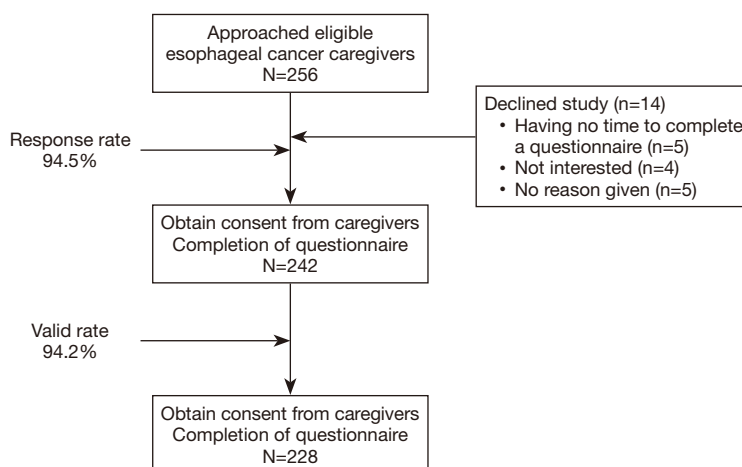 Approached eligible
esophageal cancer caregivers
N=256
Declined study (n=14)
• Having no time to complete
a questionnaire (n=5)
• Not interested (n=4)
• No reason given (n=5)
Response rate
94.5%
Obtain consent from caregivers
Completion of questionnaire
N=242
Valid rate
94.2%
Obtain consent from caregivers
Completion of questionnaire
N=228